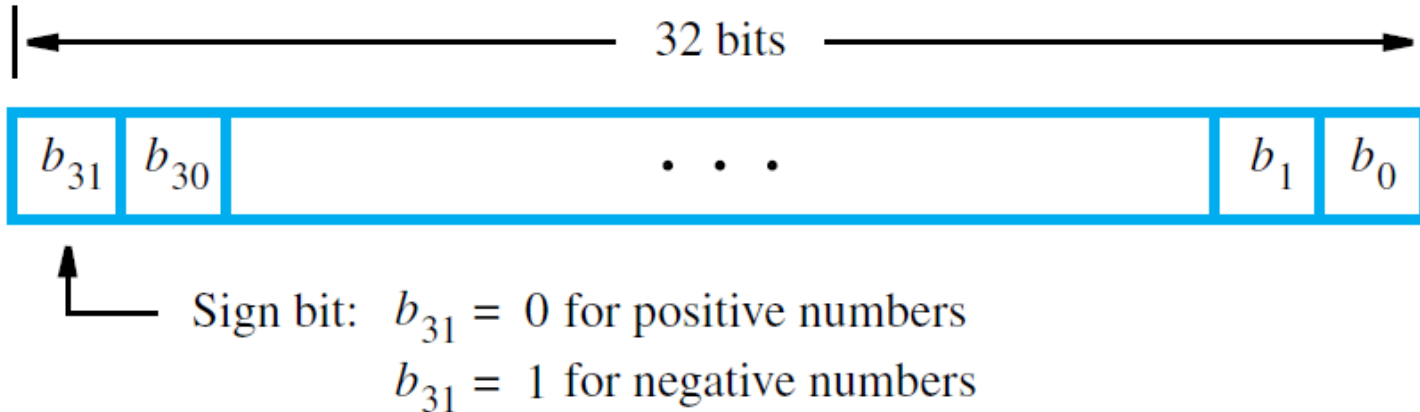 32 bits
b31 b30 . . . b1 b0
Sign bit: b31 = 0 for positive numbers
b31 = 1 for negative numbers